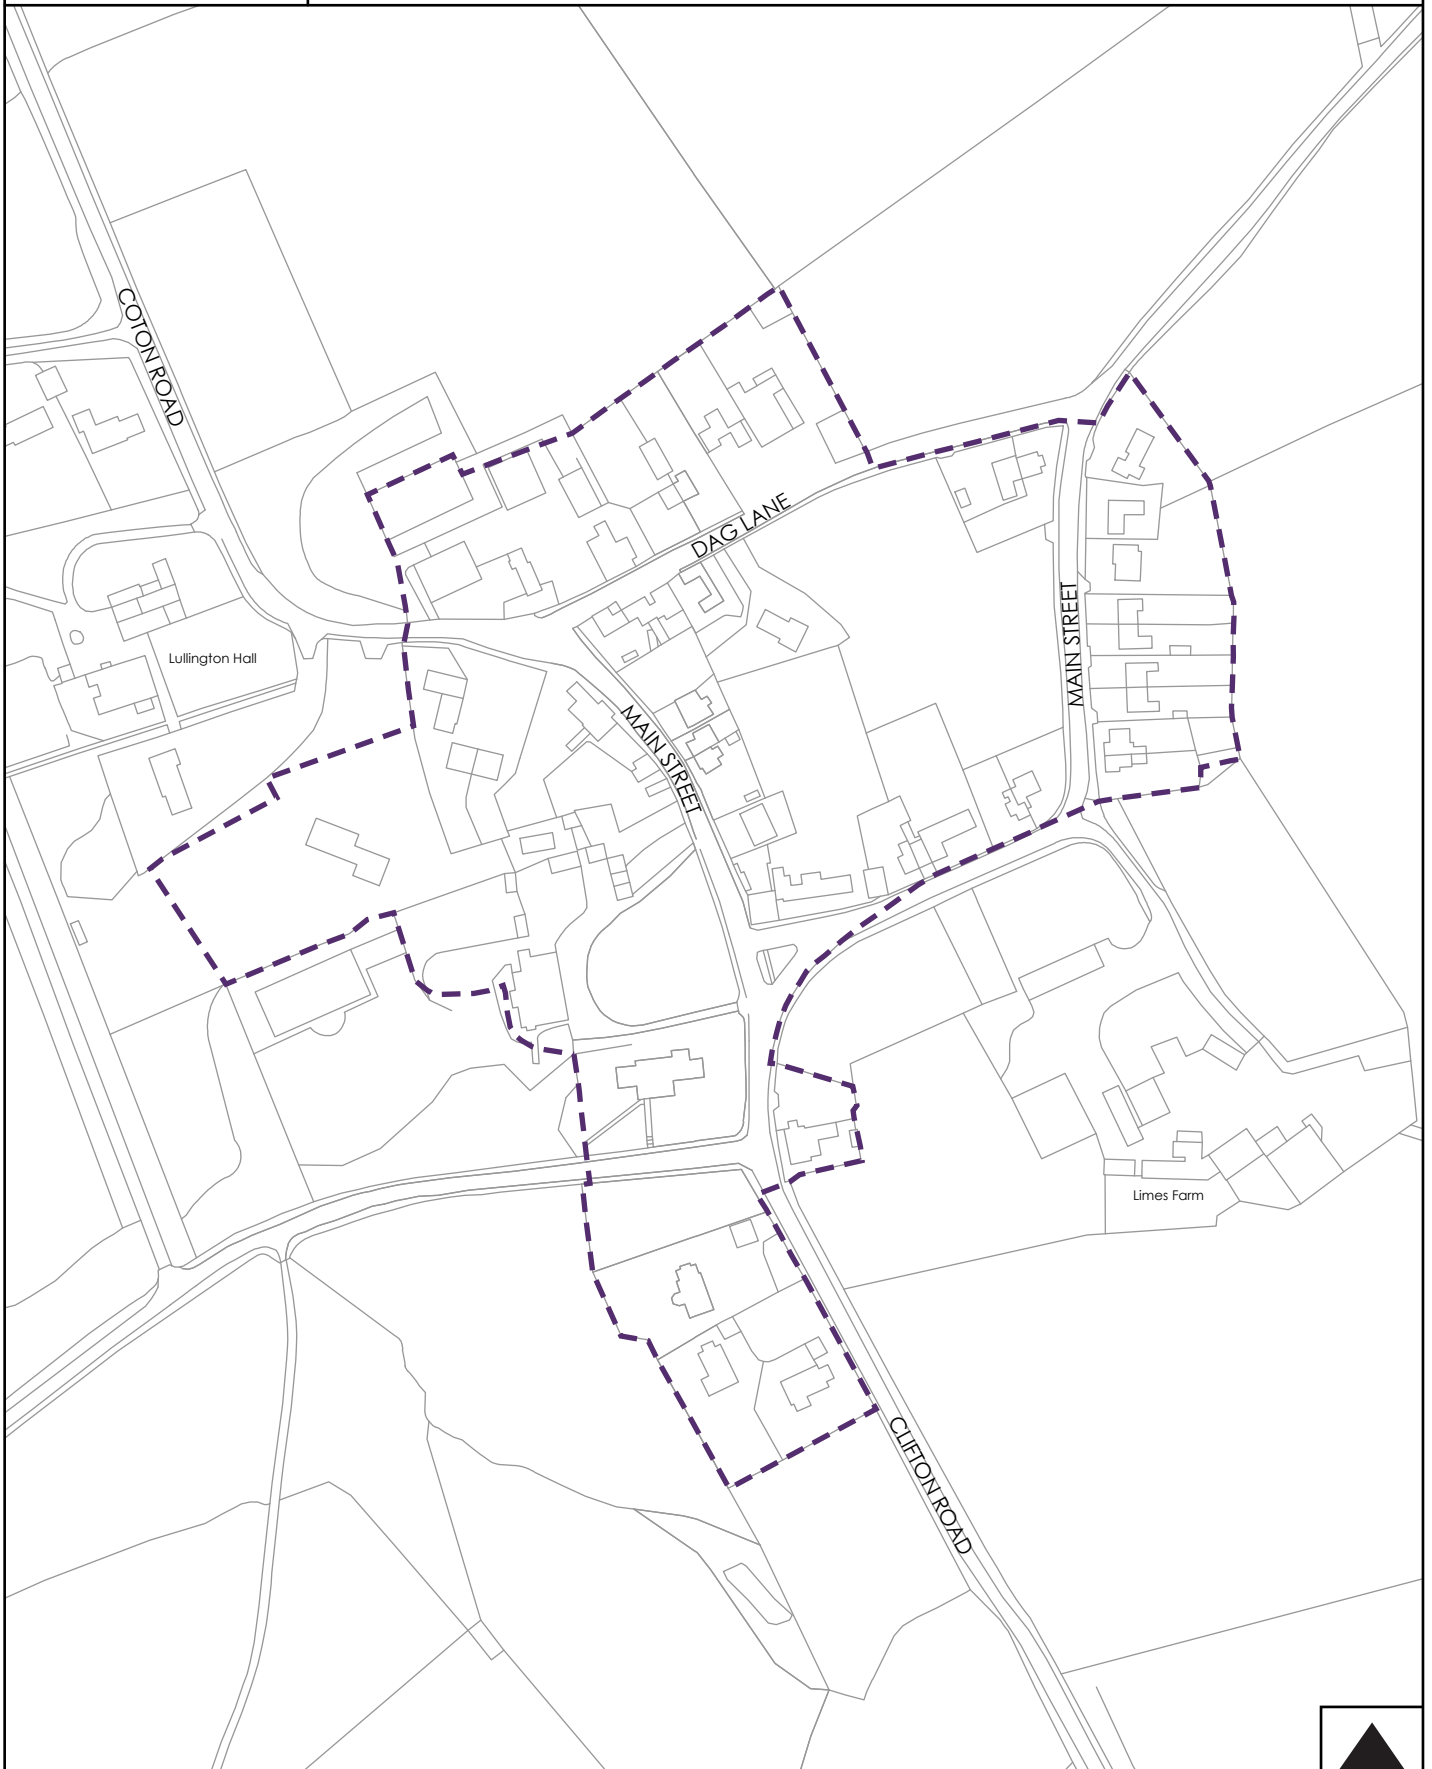 COTON ROAD
DAG LANE
MAIN STREET
Lullington Hall
MAIN STREET
Limes Farm
CLIFTON ROAD